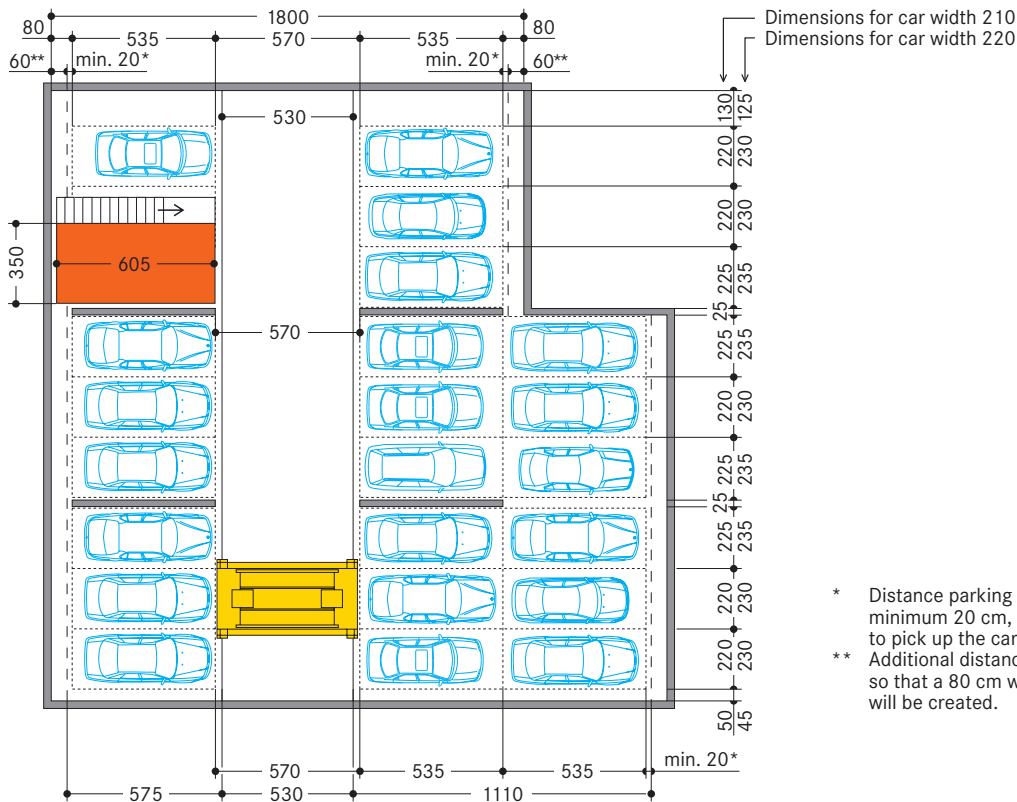 1800
Dimensions for car width 210
Dimensions for car width 220
80 535 570 535 80
60** min. 20* min. 20* 60**
530
130 125
220 230
220 230
350
605
225 235
25
570
225 235
220 230
225 235
25
225 235
220 230
220 230
50 45
* Distance parking
minimum 20 cm,
to pick up the car
** Additional distanc
so that a 80 cm w
will be created.
570 535 535 min. 20*
575 530 1110